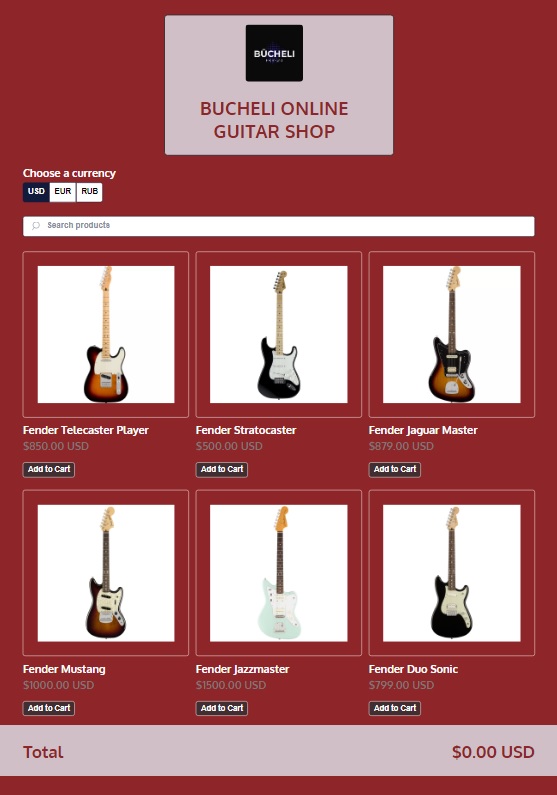 BÜCHELI
BUCHELI ONLINE
GUITAR SHOP
Choose a currency
USD EUR RUB
Search products
Fender Telecaster Player
$850.00 USD
Add to Cart
Fender Stratocaster
$500.00 USD
Add to Cart
Fender Jaguar Master
$879.00 USD
Add to Cart
Fender Mustang
$1000.00 USD
Add to Cart
Fender Jazzmaster
$1500.00 USD
Add to Cart
Fender Duo Sonic
$799.00 USD
Add to Cart
Total $0.00 USD